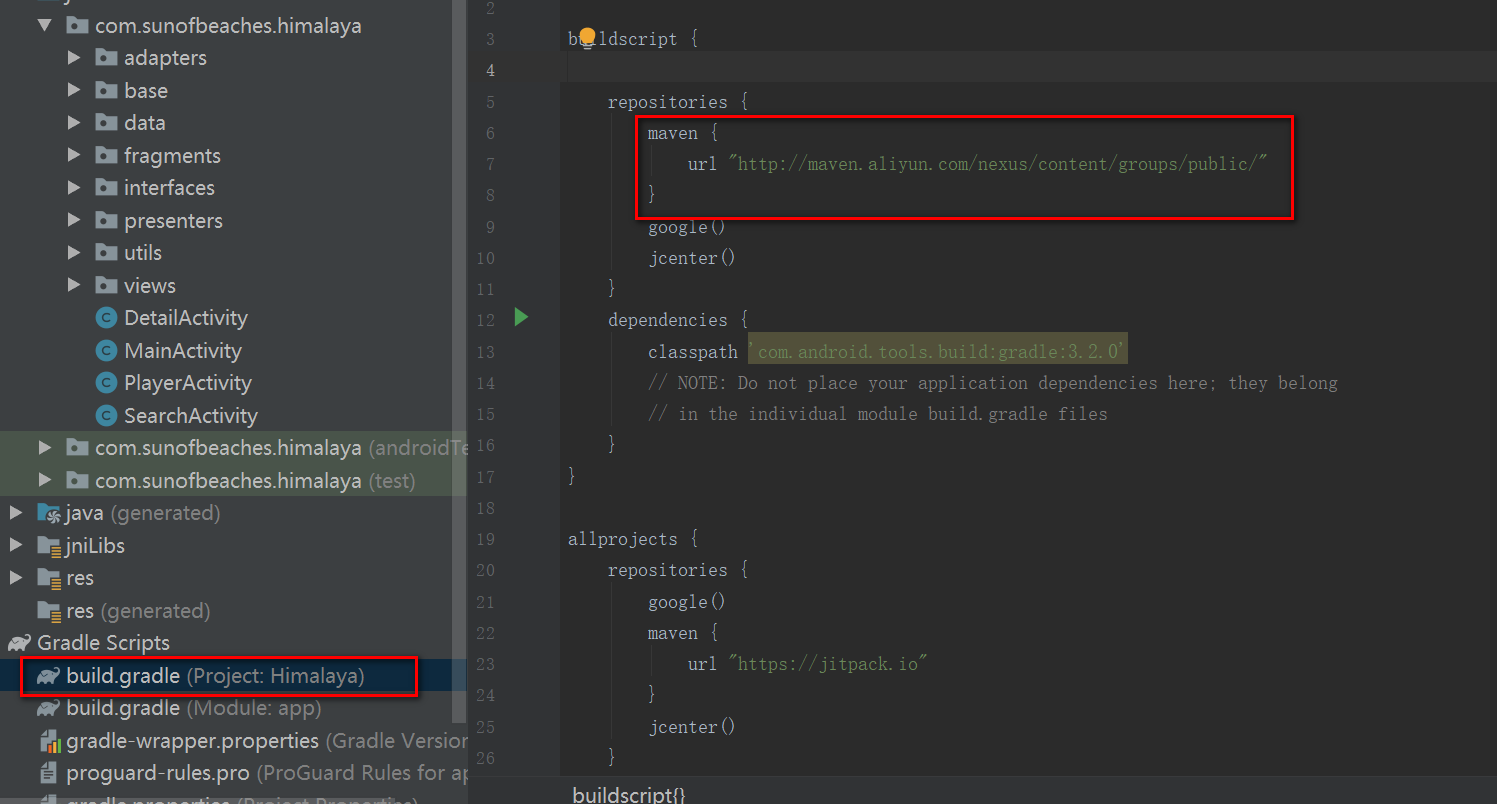 com.sunofbeaches.himalaya
adapters
base
data
fragments
interfaces
presenters
utils
views
DetailActivity
MainActivity
PlayerActivity
SearchActivity
com.sunofbeaches.himalaya (androidTe
com.sunofbeaches.himalaya (test)
java (generated)
jniLibs
res
res (generated)
Gradle Scripts
build.gradle (Project: Himalaya)
build.gradle (Module: app)
gradle-wrapper.properties (Gradle Version
proguard-rules.pro (ProGuard Rules for ap
gradle.properties (Project Properties)
2
3 buildscript {
4
5 repositories {
6 maven {
7 url "http://maven.aliyun.com/nexus/content/groups/public/"
8 }
9 google()
10 jcenter()
11 }
12 dependencies {
13 classpath 'com.android.tools.build:gradle:3.2.0'
14 // NOTE: Do not place your application dependencies here; they belong
15 // in the individual module build.gradle files
16 }
17 }
18
19 allprojects {
20 repositories {
21 google()
22 maven {
23 url "https://jitpack.io"
24 }
25 jcenter()
26 }
buildscript{}